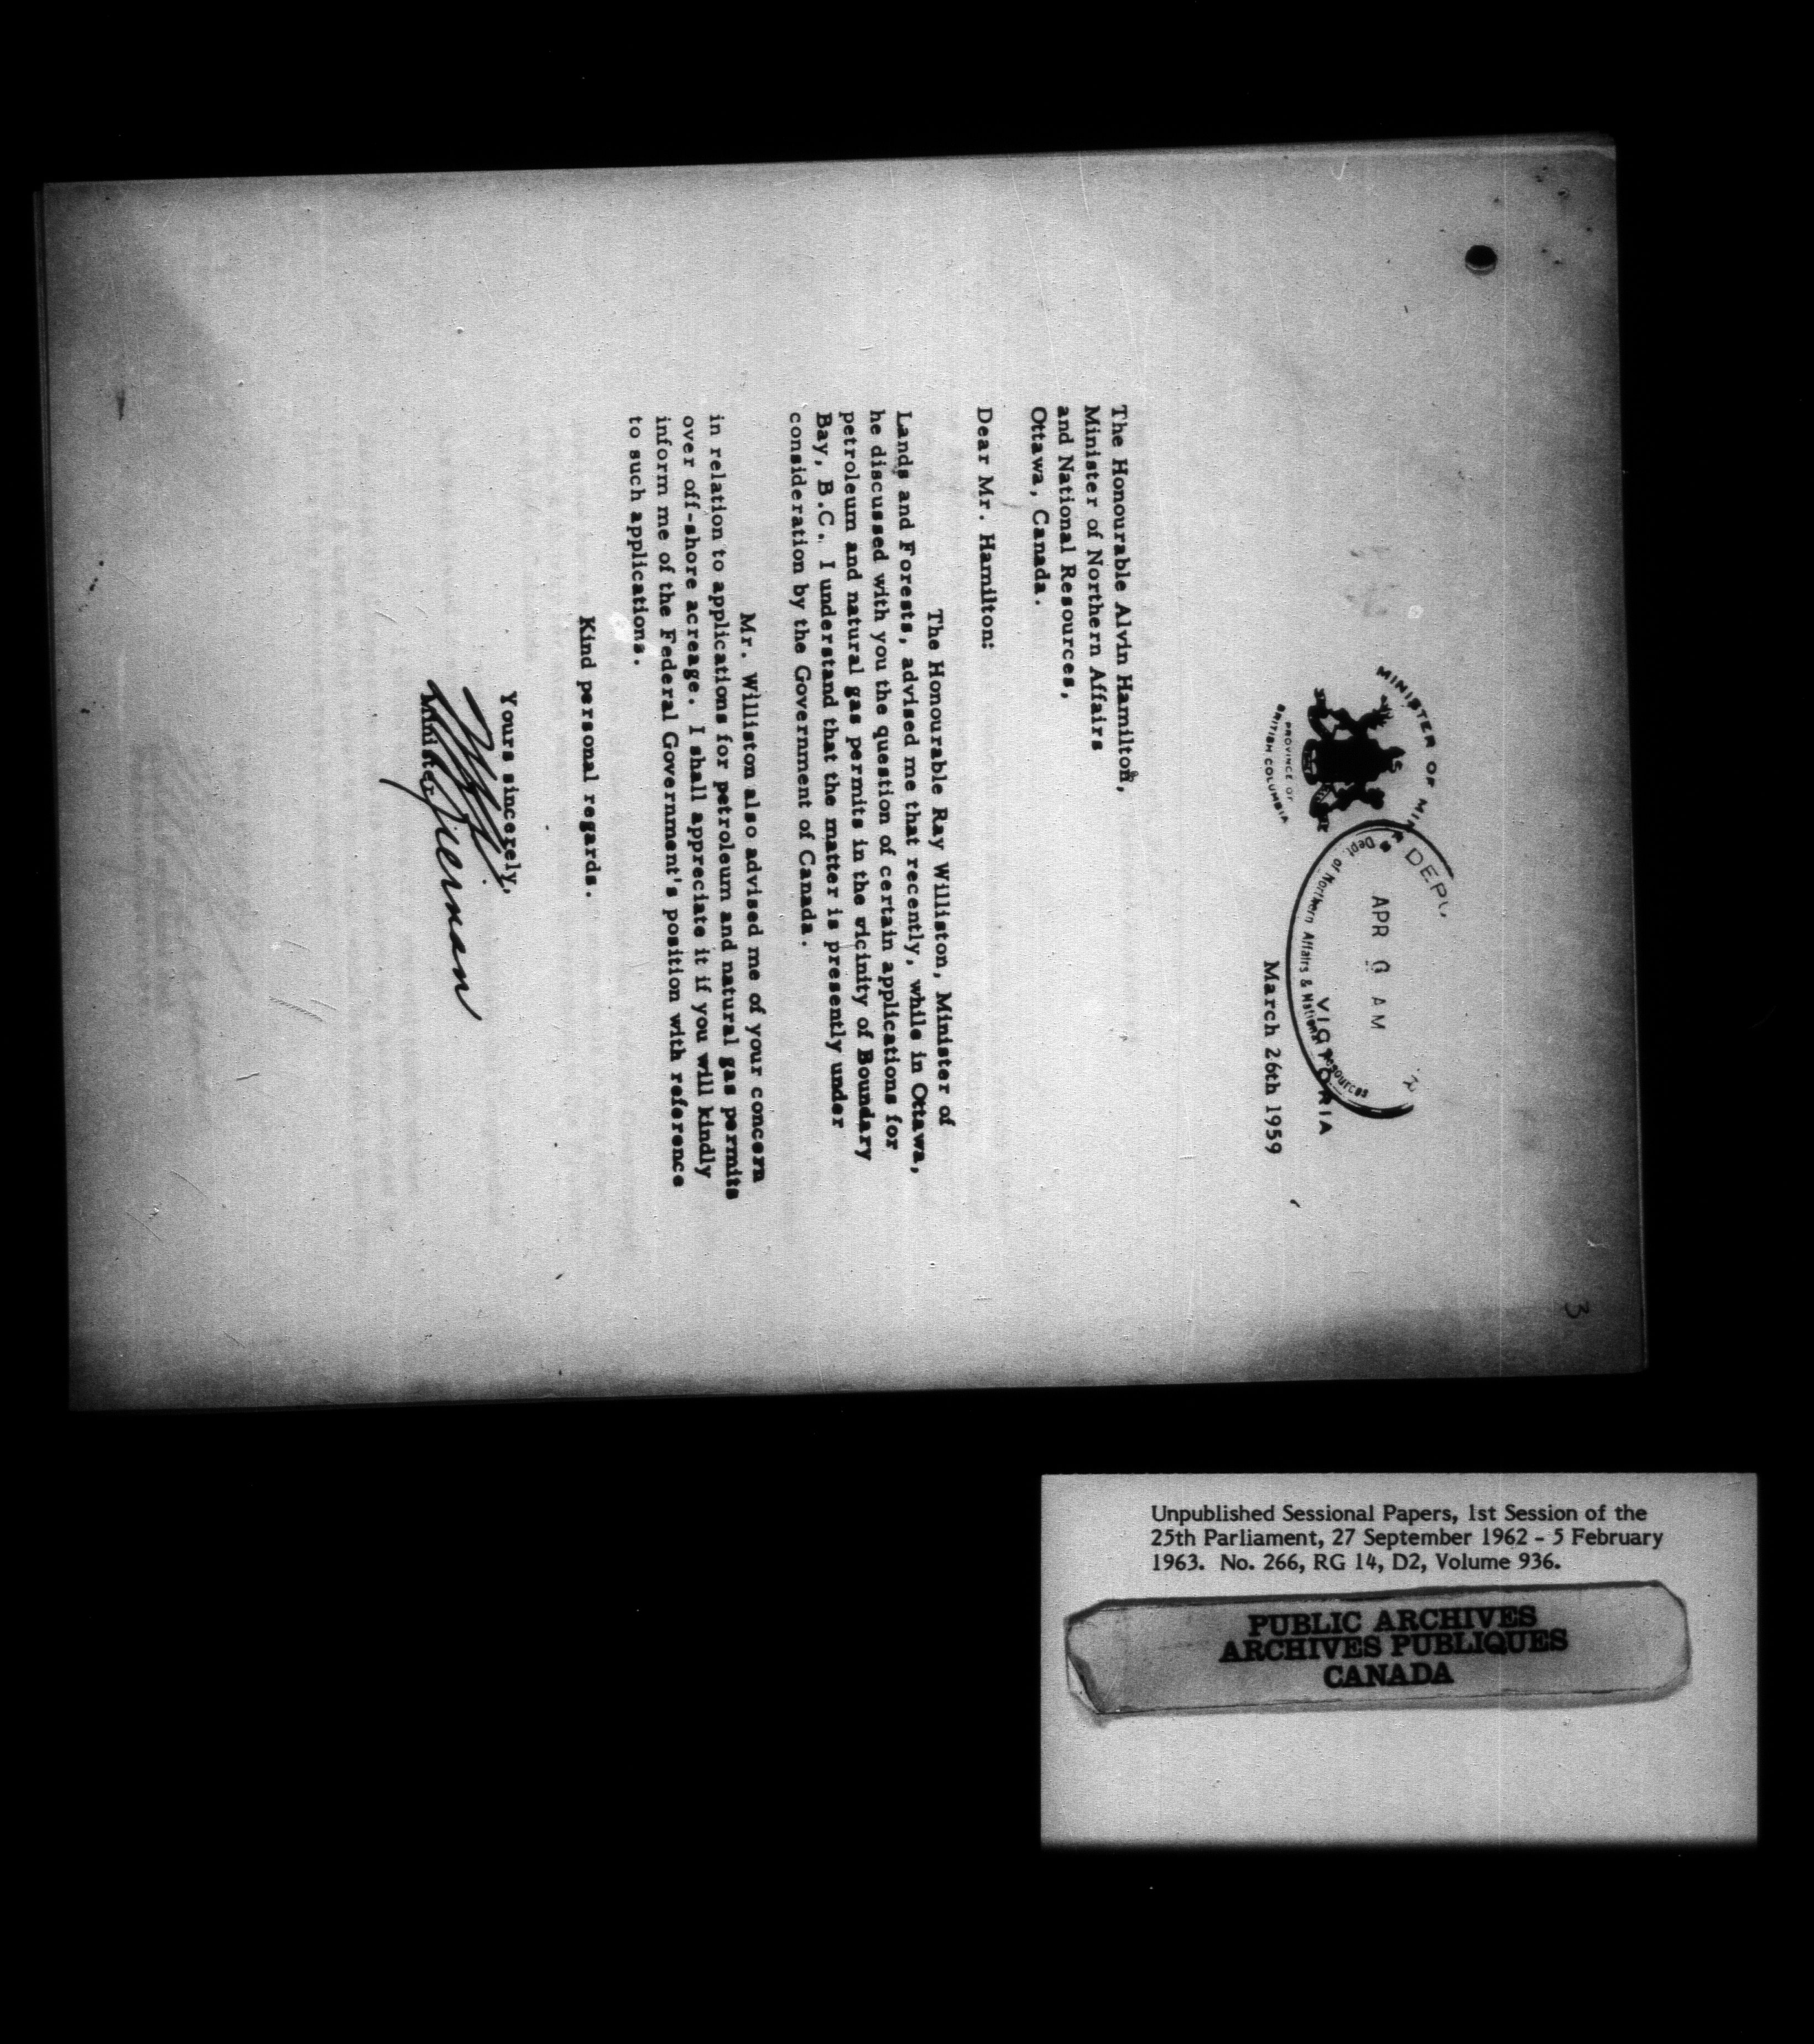 3
MINISTER OF
PROVINCE OF
BRITISH COLUMBIA
APR AM
Dept. of Northern Affairs & National Resources
VICTORIA
March 26th 1959
The Honourable Alvin Hamilton,
Minister of Northern Affairs
and National Resources,
Ottawa, Canada.
Dear Mr. Hamilton:
The Honourable Ray Williston, Minister of
Lands and Forests, advised me that recently, while in Ottawa,
he discussed with you the question of certain applications for
petroleum and natural gas permits in the vicinity of Boundary
Bay, B.C.. I understand that the matter is presently under
consideration by the Government of Canada.
Mr. Williston also advised me of your concern
in relation to applications for petroleum and natural gas permits
over off-shore acreage. I shall appreciate it if you will kindly
inform me of the Federal Government's position with reference
to such applications.
Kind personal regards.
Yours sincerely,
Kiernan
Minister
Unpublished Sessional Papers, 1st Session of the
25th Parliament, 27 September 1962 - 5 February
1963. No. 266, RG 14, D2, Volume 936.
PUBLIC ARCHIVES
ARCHIVES PUBLIQUES
CANADA